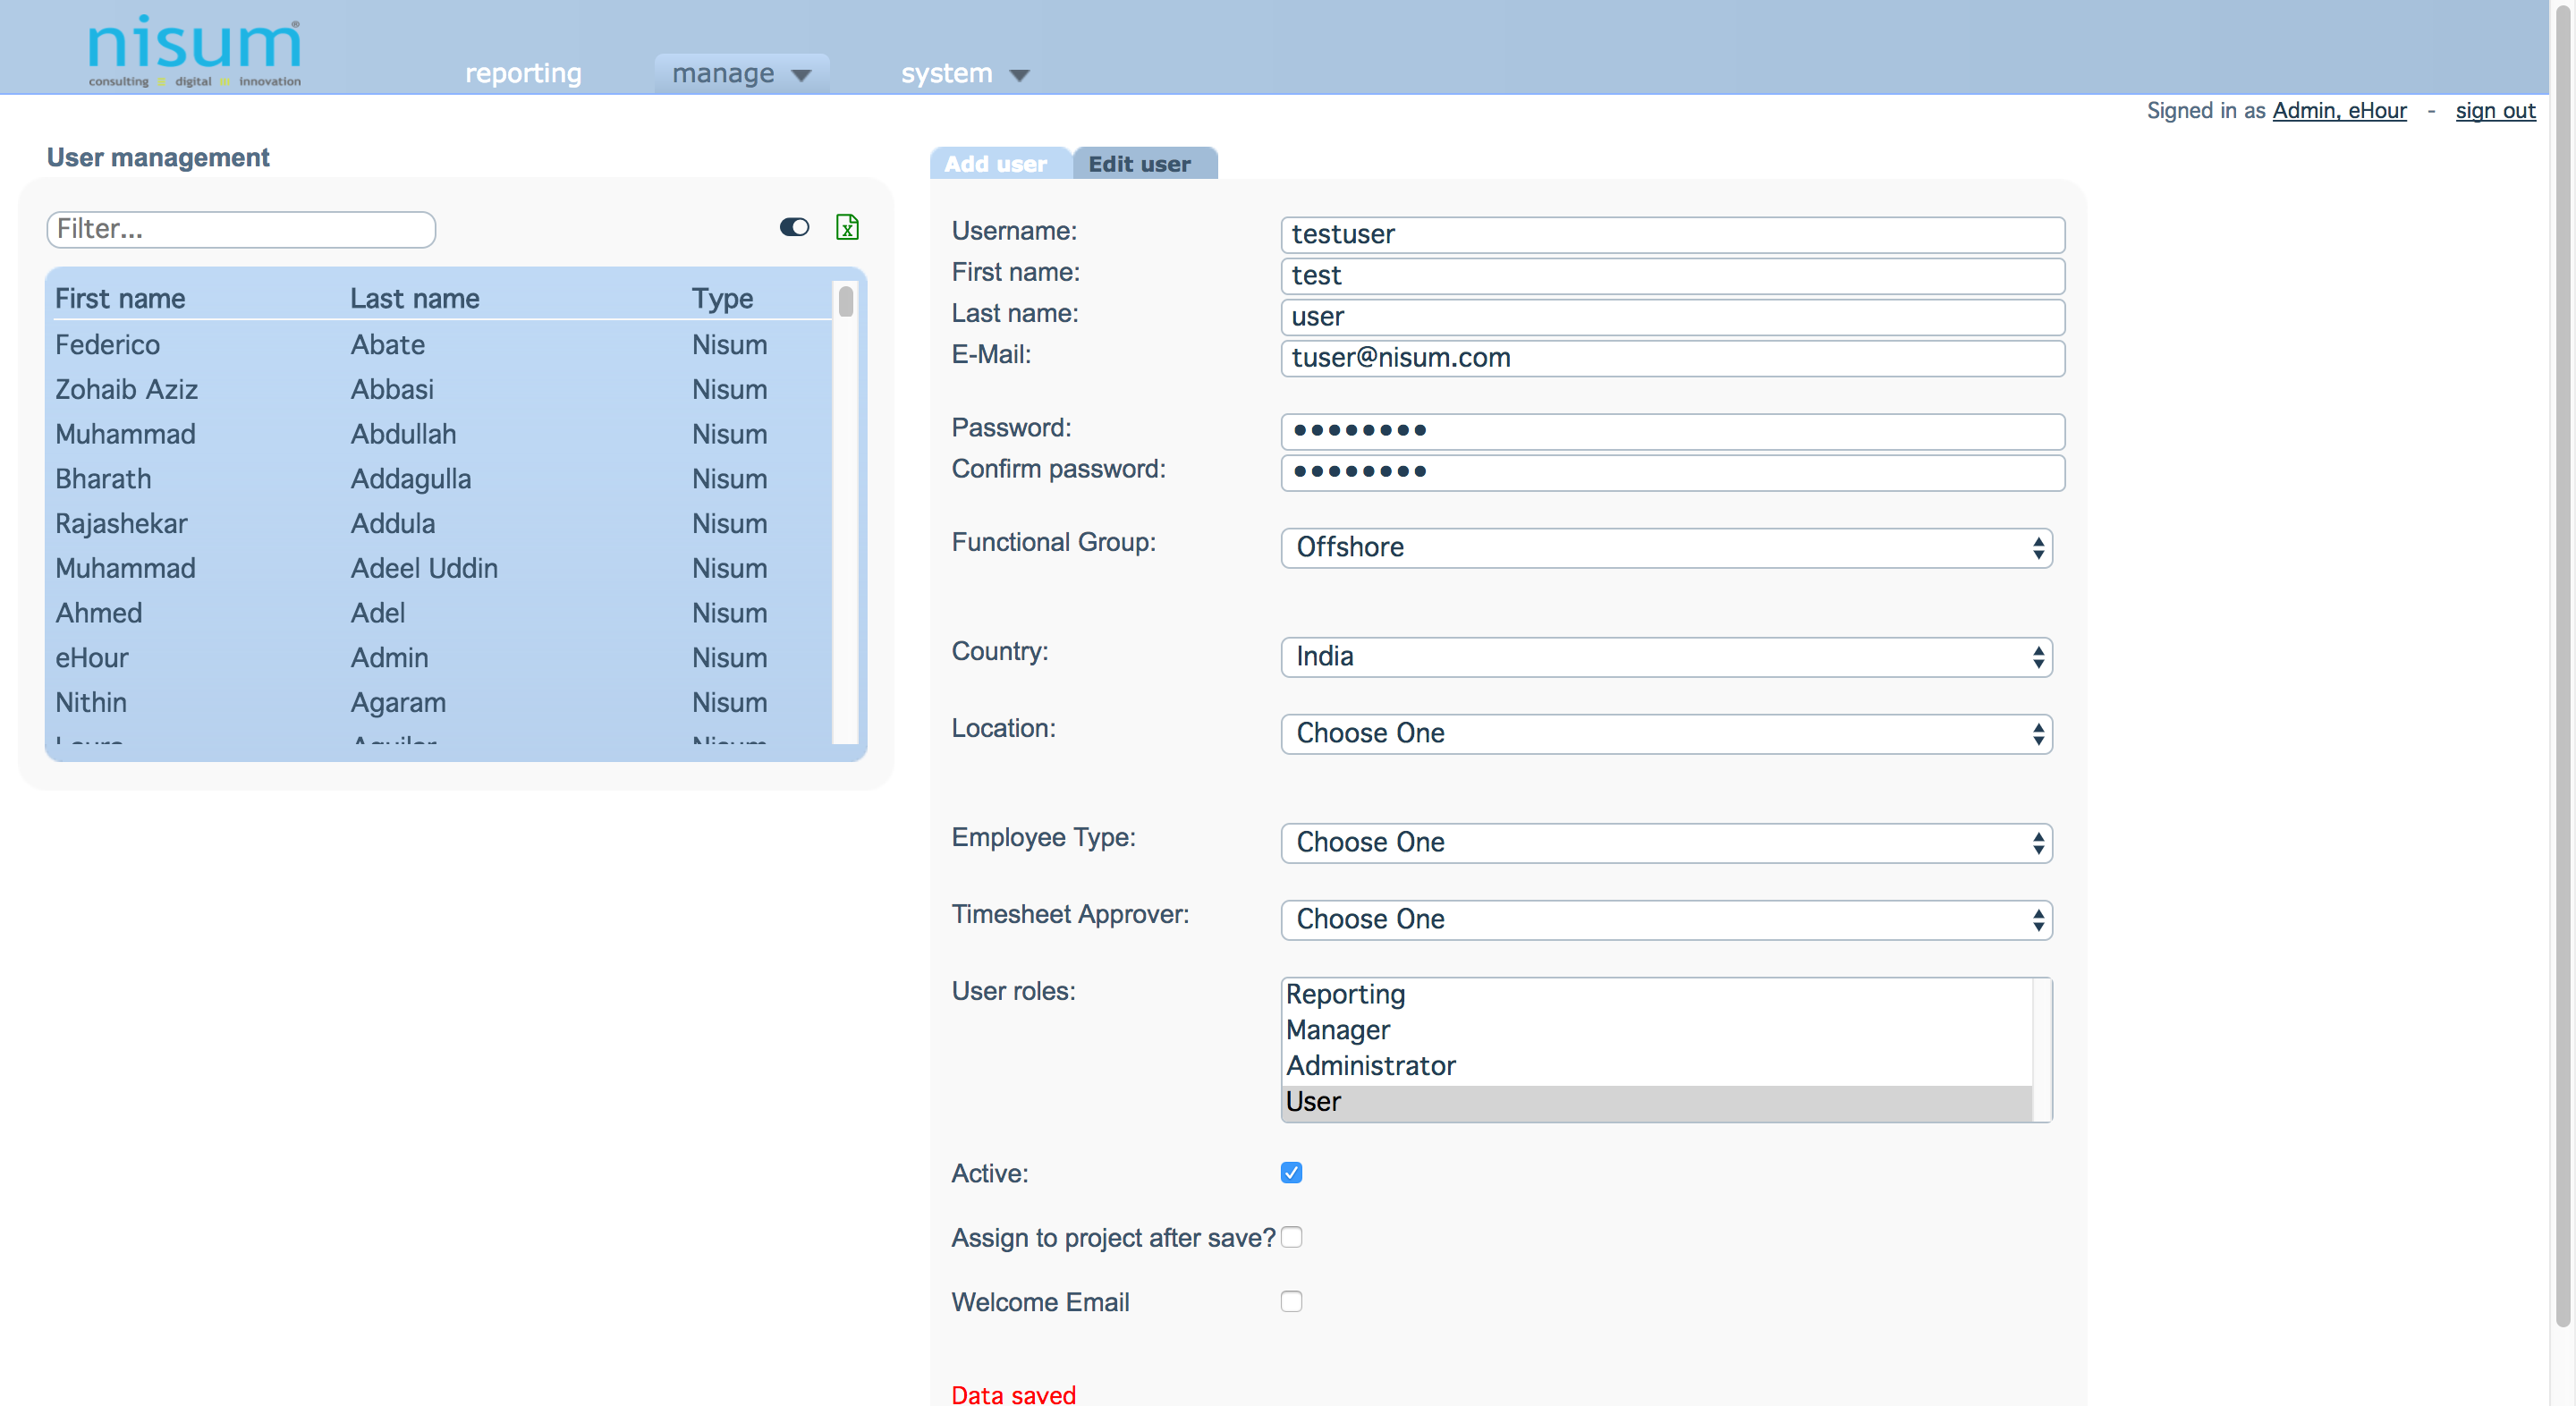 nisum®
consulting digital innovation
reporting
manage
system
Signed in as Admin, eHour - sign out
User management
Filter...
First name Last name Type
Federico Abate Nisum
Zohaib Aziz Abbasi Nisum
Muhammad Abdullah Nisum
Bharath Addagulla Nisum
Rajashekar Addula Nisum
Muhammad Adeel Uddin Nisum
Ahmed Adel Nisum
eHour Admin Nisum
Nithin Agaram Nisum
Add user
Edit user
Username: testuser
First name: test
Last name: user
E-Mail: tuser@nisum.com
Password: ••••••••
Confirm password: ••••••••
Functional Group: Offshore
Country: India
Location: Choose One
Employee Type: Choose One
Timesheet Approver: Choose One
User roles: Reporting
Manager
Administrator
User
Active:
Assign to project after save?
Welcome Email
Data saved